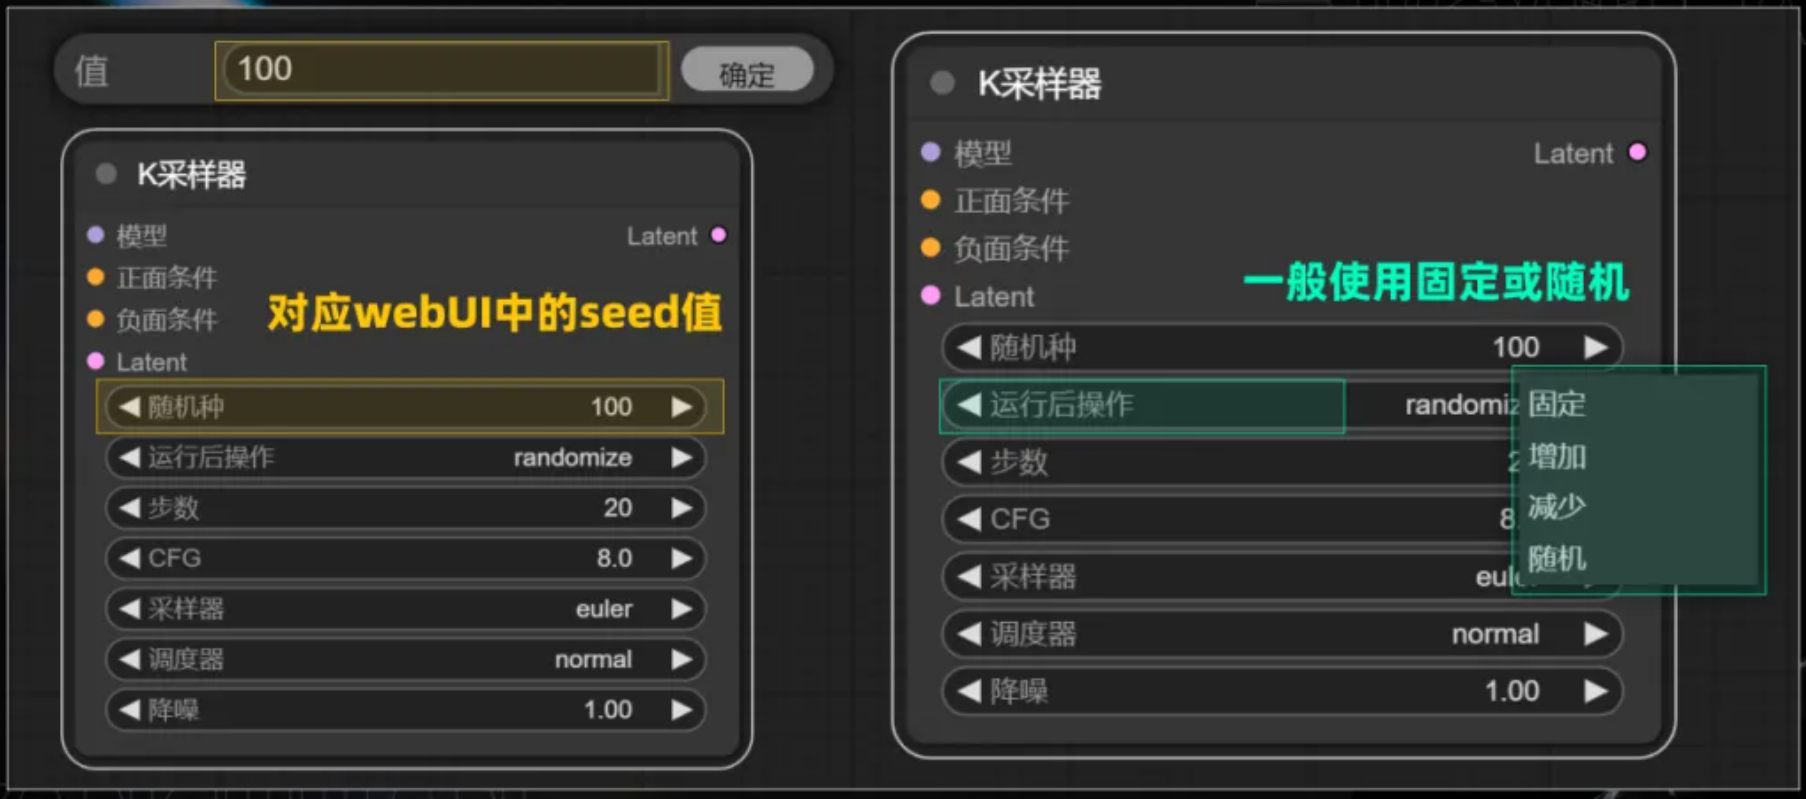 值 100 确定
K采样器
模型 Latent
正面条件
负面条件
对应webUI中的seed值
Latent
随机种 100
运行后操作 randomize
步数 20
CFG 8.0
采样器 euler
调度器 normal
降噪 1.00
K采样器
模型 Latent
正面条件
负面条件
一般使用固定或随机
Latent
随机种 100
运行后操作 randomiz
步数 2
CFG 8.
采样器 eul
调度器 normal
降噪 1.00
固定
增加
减少
随机